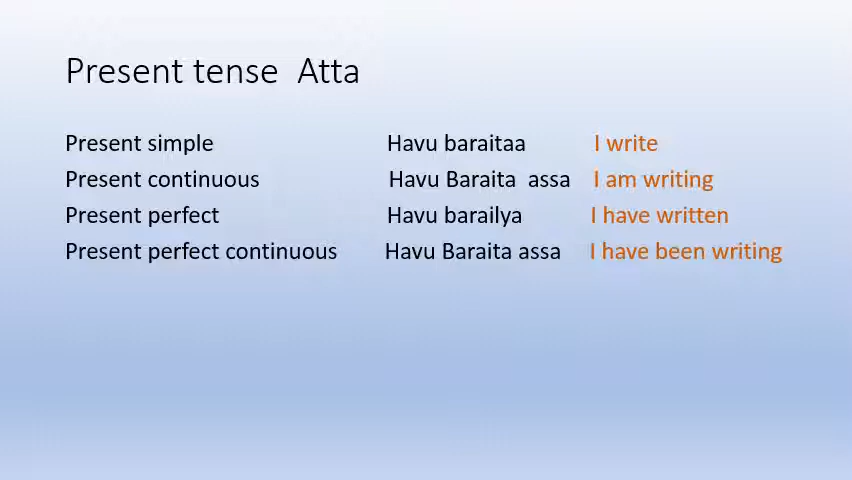 Present tense  Atta
Present simple Havu baraitaa I write
Present continuous Havu Baraita  assa I am writing
Present perfect Havu barailya I have written
Present perfect continuous Havu Baraita assa I have been writing